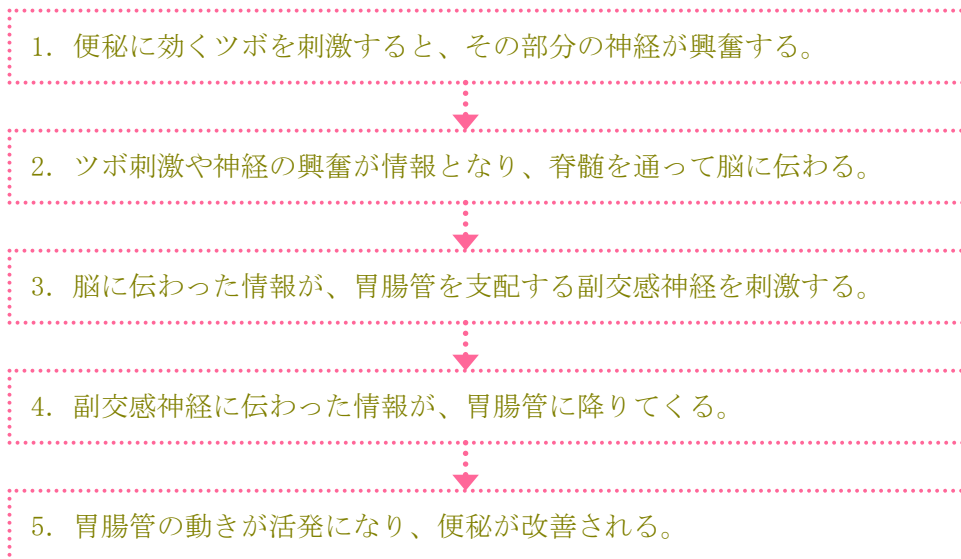 1. 便秘に効くツボを刺激すると、その部分の神経が興奮する。
2. ツボ刺激や神経の興奮が情報となり、脊髄を通って脳に伝わる。
3. 脳に伝わった情報が、胃腸管を支配する副交感神経を刺激する。
4. 副交感神経に伝わった情報が、胃腸管に降りてくる。
5. 胃腸管の動きが活発になり、便秘が改善される。